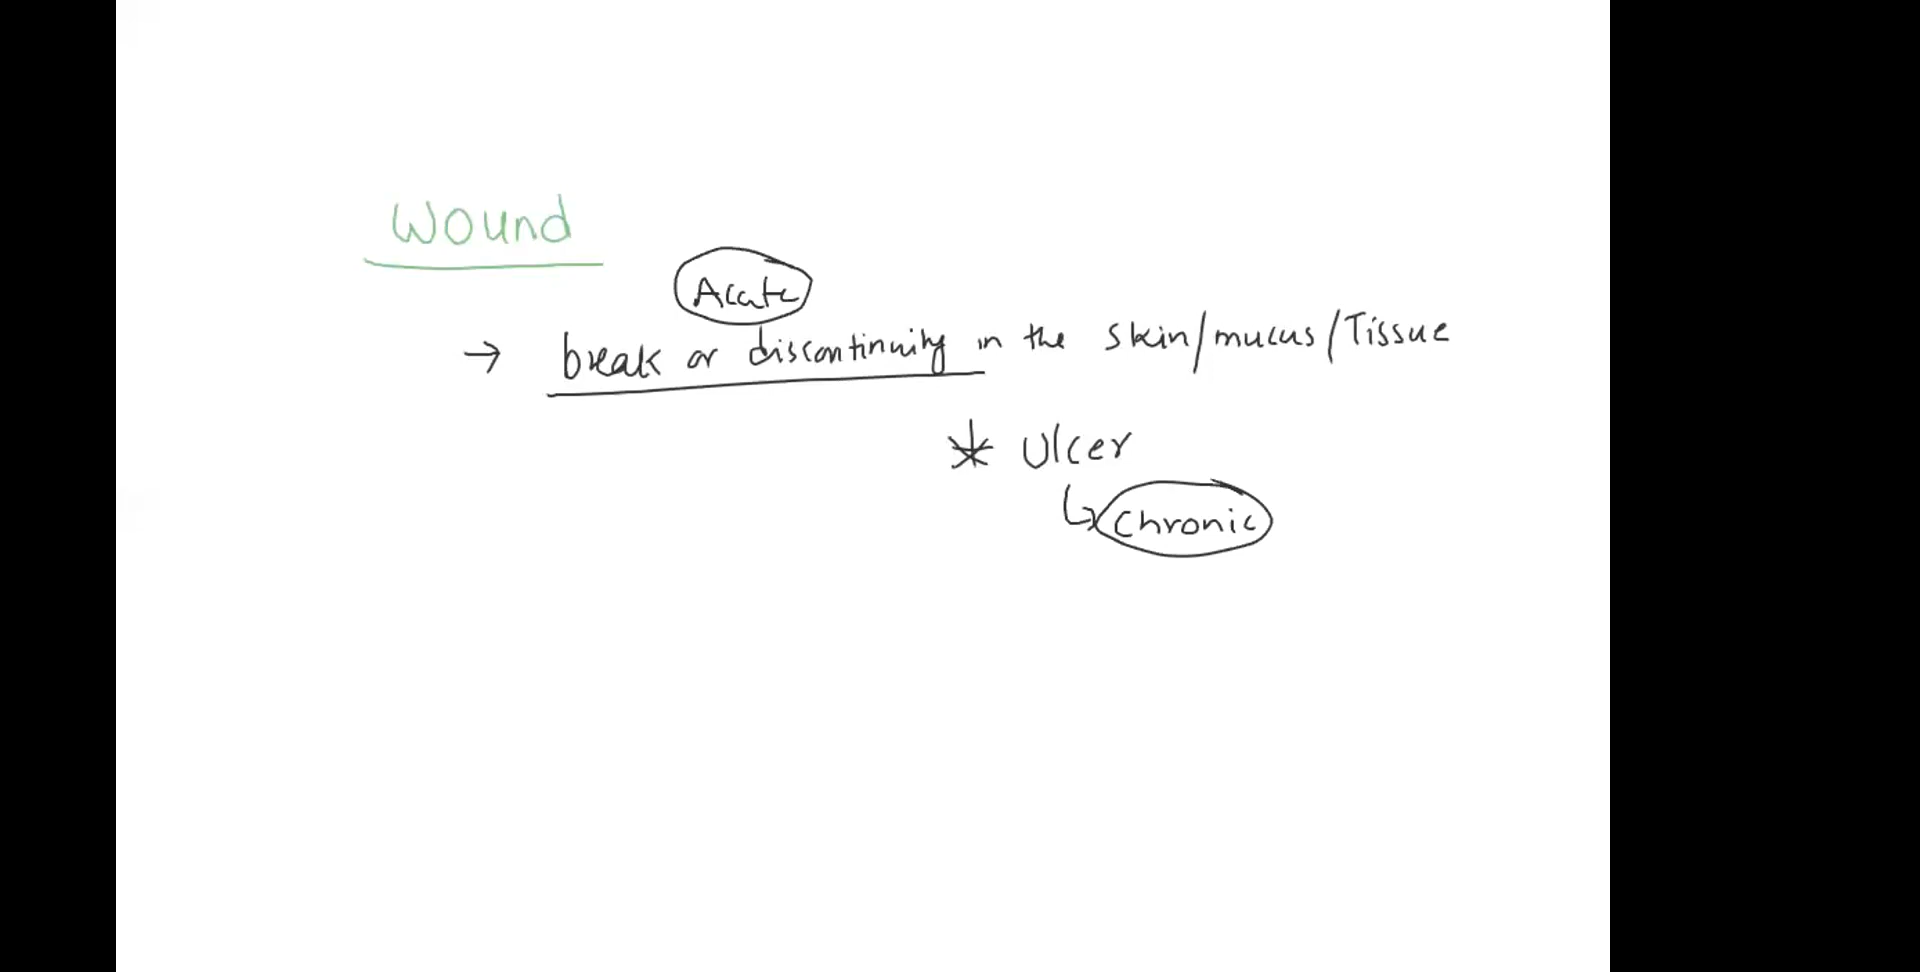 Wound
Acute
→ break or discontinuity in the skin/mucus/Tissue
* Ulcer
↳ Chronic